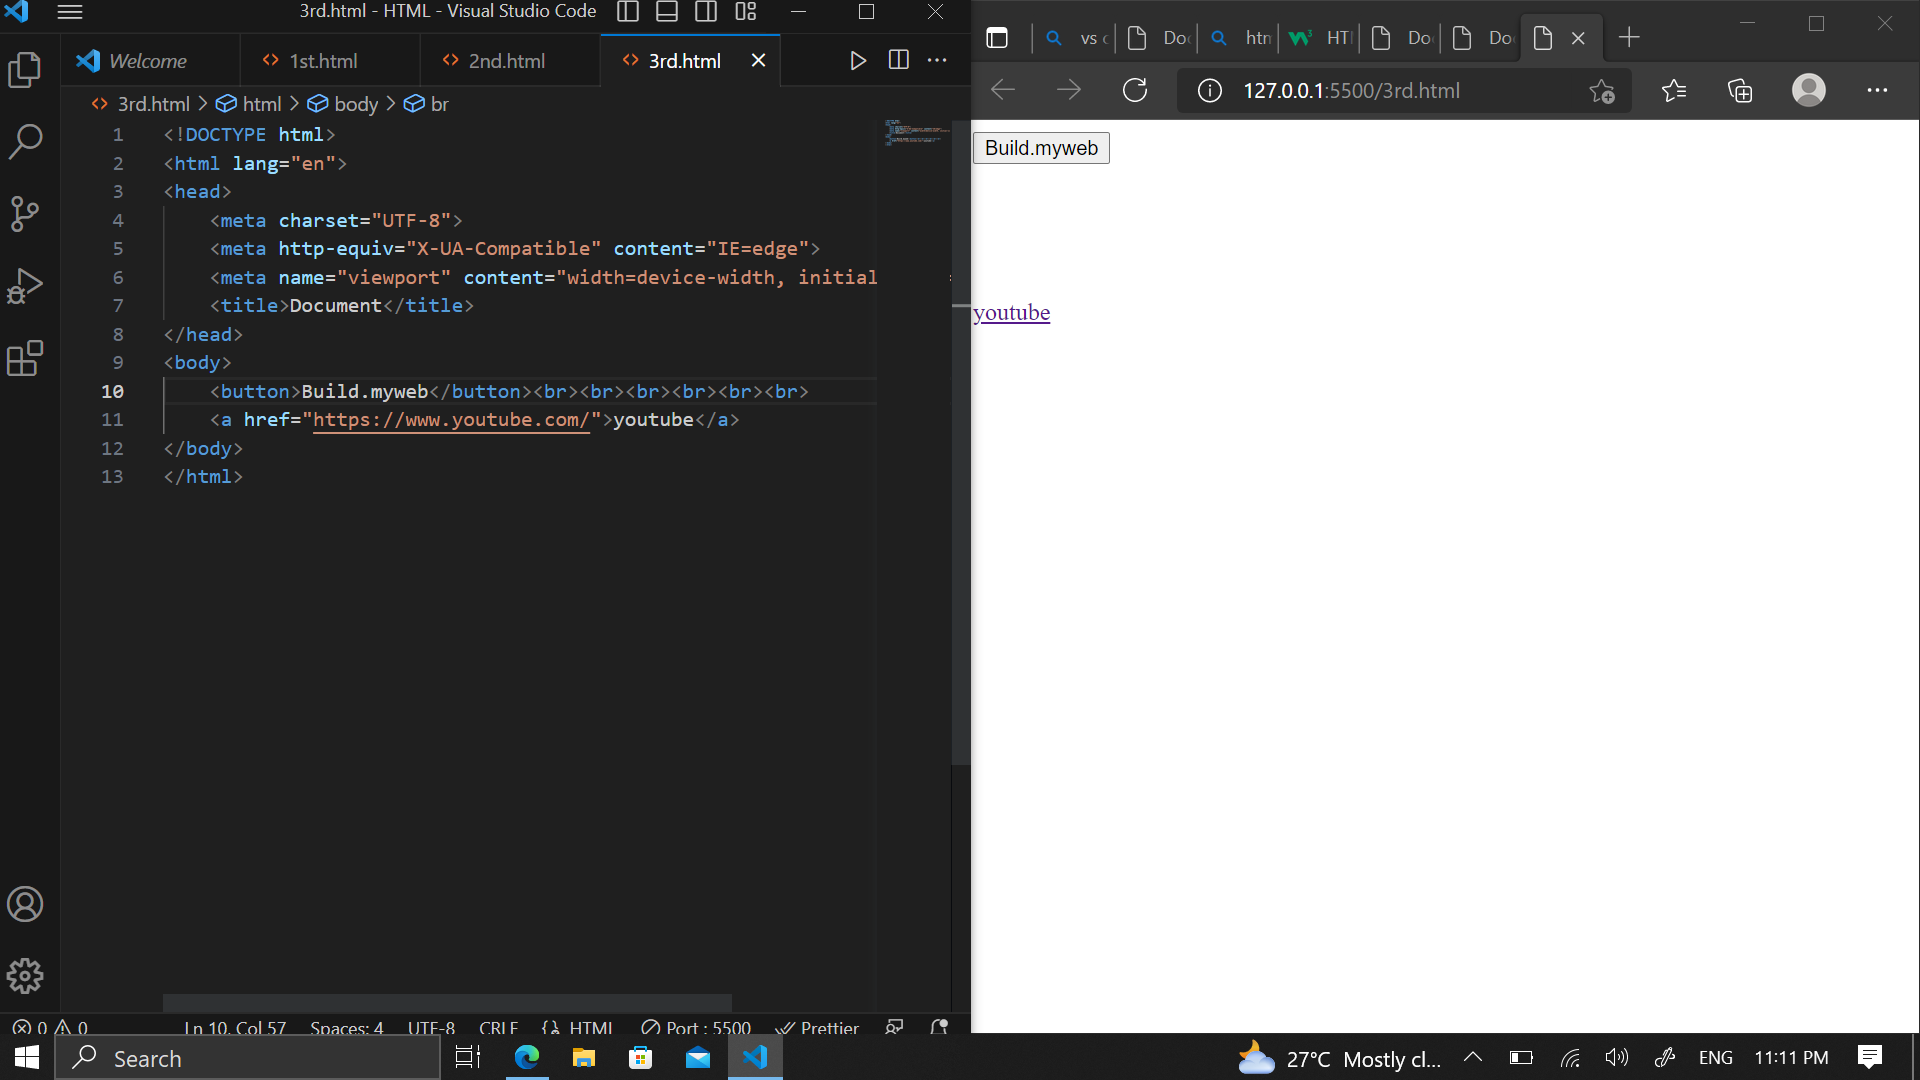 3rd.html - HTML - Visual Studio Code
Welcome
1st.html
2nd.html
3rd.html
3rd.html > html > body > br
1 <!DOCTYPE html>
2 <html lang="en">
3 <head>
4 <meta charset="UTF-8">
5 <meta http-equiv="X-UA-Compatible" content="IE=edge">
6 <meta name="viewport" content="width=device-width, initial
7 <title>Document</title>
8 </head>
9 <body>
10 <button>Build.myweb</button><br><br><br><br><br><br>
11 <a href="https://www.youtube.com/">youtube</a>
12 </body>
13 </html>
0 0
Ln 10, Col 57
Spaces: 4
UTF-8
CRLF
HTML
Port : 5500
Prettier
vs
127.0.0.1:5500/3rd.html
Build.myweb
youtube
Search
27°C Mostly cl...
ENG
11:11 PM